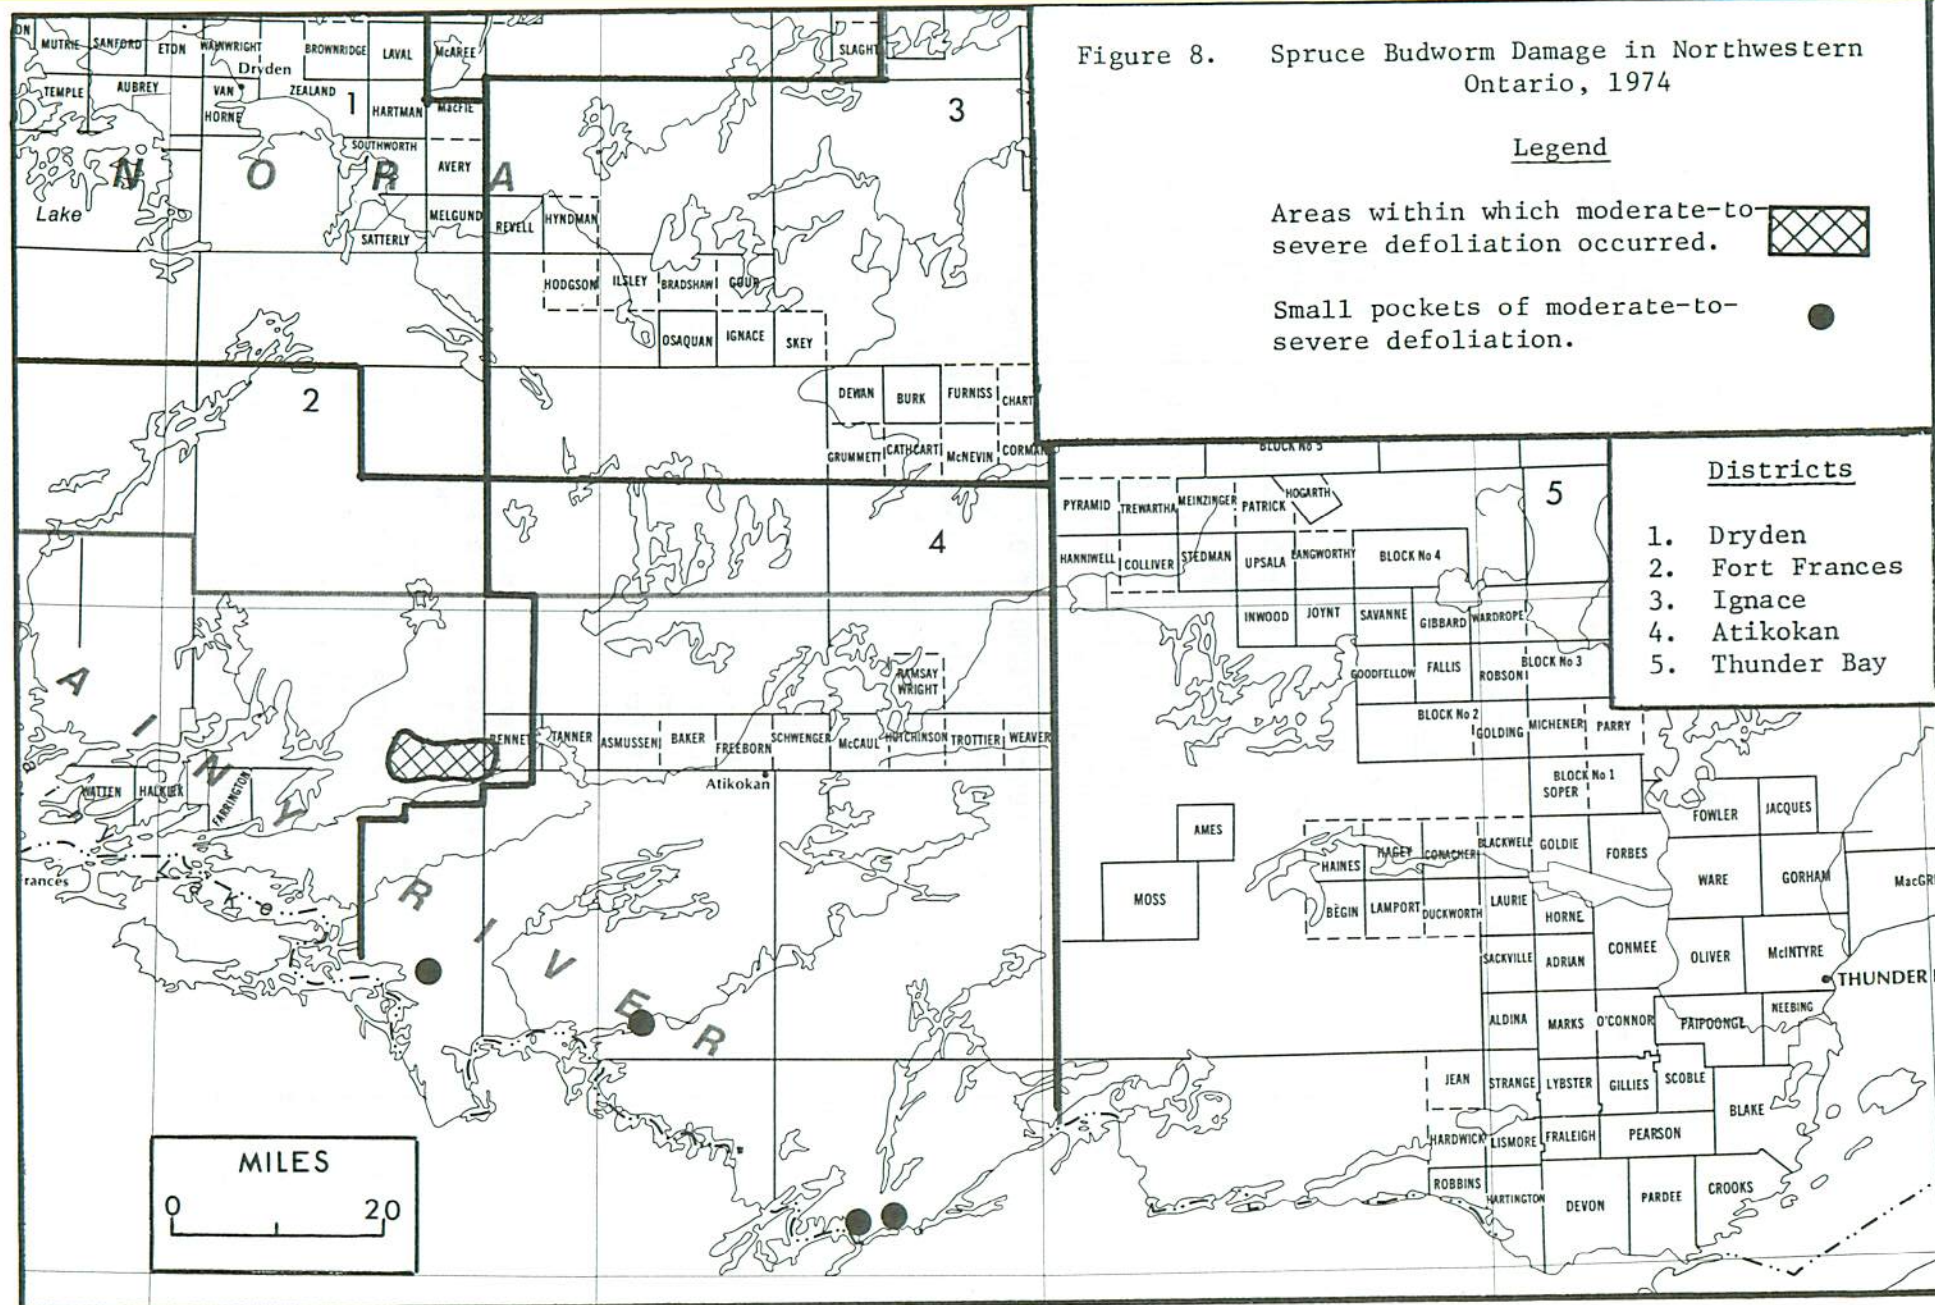 Figure 8. Spruce Budworm Damage in Northwestern
Ontario, 1974
Legend
Areas within which moderate-to-
severe defoliation occurred.
Small pockets of moderate-to-
severe defoliation.
Districts
1. Dryden
2. Fort Frances
3. Ignace
4. Atikokan
5. Thunder Bay
MUTRIE SANFORD ETON WAINWRIGHT BROWNRIDGE LAVAL McAREE SLAGHT
Dryden
TEMPLE AUBREY VAN HORNE ZEALAND 1 HARTMAN MacFIE 3
SOUTHWORTH
AVERY
N O R A
Lake
MELGUND REVELL HYNDMAN
SATTERLY
HODGSON ILSLEY BRADSHAW GOUR
OSAQUAN IGNACE SKEY
2
DEWAN BURK FURNISS CHART
GRUMMETT CATHCART McNEVIN CORMAN
BLOCK No 5
PYRAMID TREWARTHA MEINZINGER PATRICK HOGARTH 5
4
HANNIWELL COLLIVER STEDMAN UPSALA LANGWORTHY BLOCK No 4
INWOOD JOYNT SAVANNE GIBBARD WARDROPE
RAMSAY
WRIGHT
GOODFELLOW FALLIS ROBSON BLOCK No 3
A I N Y
BENNETT TANNER ASMUSSEN BAKER FREEBORN SCHWENGER McCAUL HUTCHINSON TROTTIER WEAVER
BLOCK No 2 GOLDING MICHENER PARRY
Atikokan
BLOCK No 1
SOPER
WATTEN HALKIRK FARRINGTON
FOWLER JACQUES
AMES
HAINES HAGEY CONACHER BLACKWELL GOLDIE FORBES
rances
R I V E R
MOSS
BEGIN LAMPORT DUCKWORTH LAURIE HORNE WARE GORHAM MacGR
SACKVILLE ADRIAN CONMEE OLIVER McINTYRE
THUNDER
ALDINA MARKS O'CONNOR PAIPOONGE NEEBING
JEAN STRANGE LYBSTER GILLIES SCOBLE
BLAKE
HARDWICK LISMORE FRALEIGH PEARSON
ROBBINS HARTINGTON DEVON PARDEE CROOKS
MILES
0 20